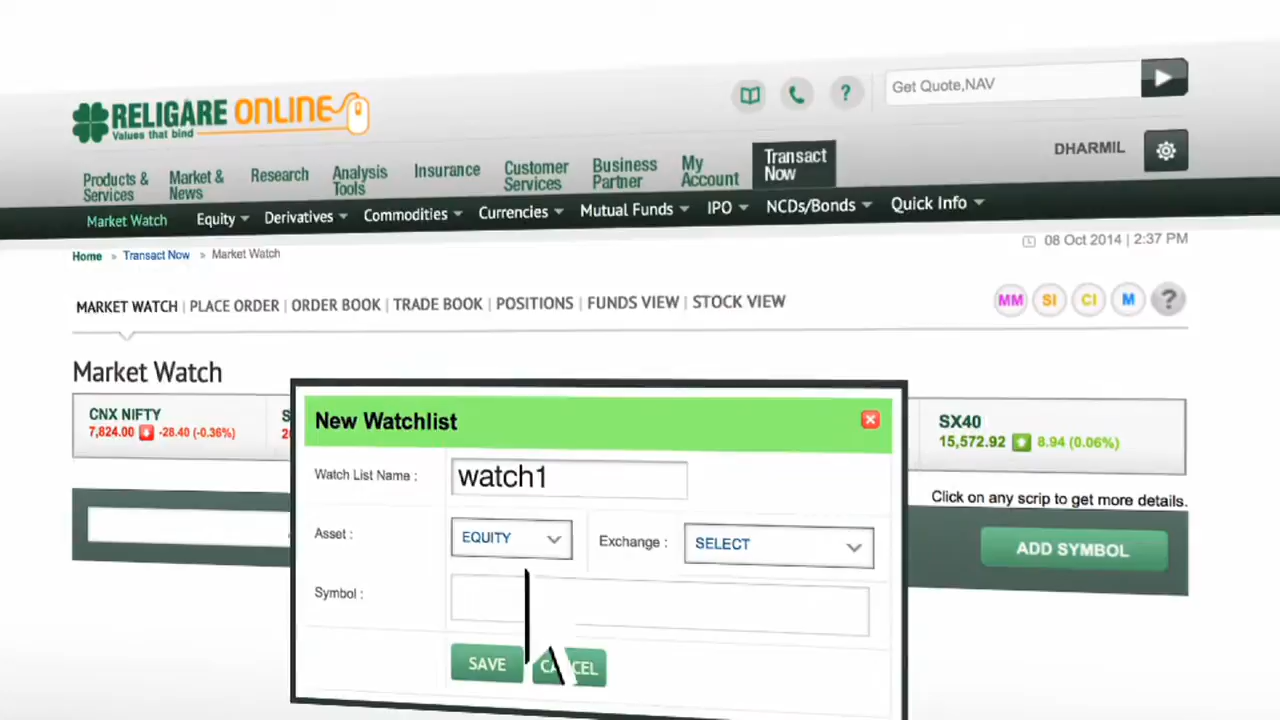 RELIGARE ONLINE
Values that bind
Get Quote,NAV
DHARMIL
Products & Services
Market & News
Research
Analysis Tools
Insurance
Customer Services
Business Partner
My Account
Transact Now
Market Watch Equity Derivatives Commodities Currencies Mutual Funds IPO NCDs/Bonds Quick Info
Home » Transact Now » Market Watch
08 Oct 2014 | 2:37 PM
MARKET WATCH | PLACE ORDER | ORDER BOOK | TRADE BOOK | POSITIONS | FUNDS VIEW | STOCK VIEW
MM SI CI M ?
Market Watch
CNX NIFTY
7,824.00 -28.40 (-0.36%)
SX40
15,572.92 8.94 (0.06%)
Click on any scrip to get more details.
ADD SYMBOL
New Watchlist
Watch List Name : watch1
Asset : EQUITY Exchange : SELECT
Symbol :
SAVE